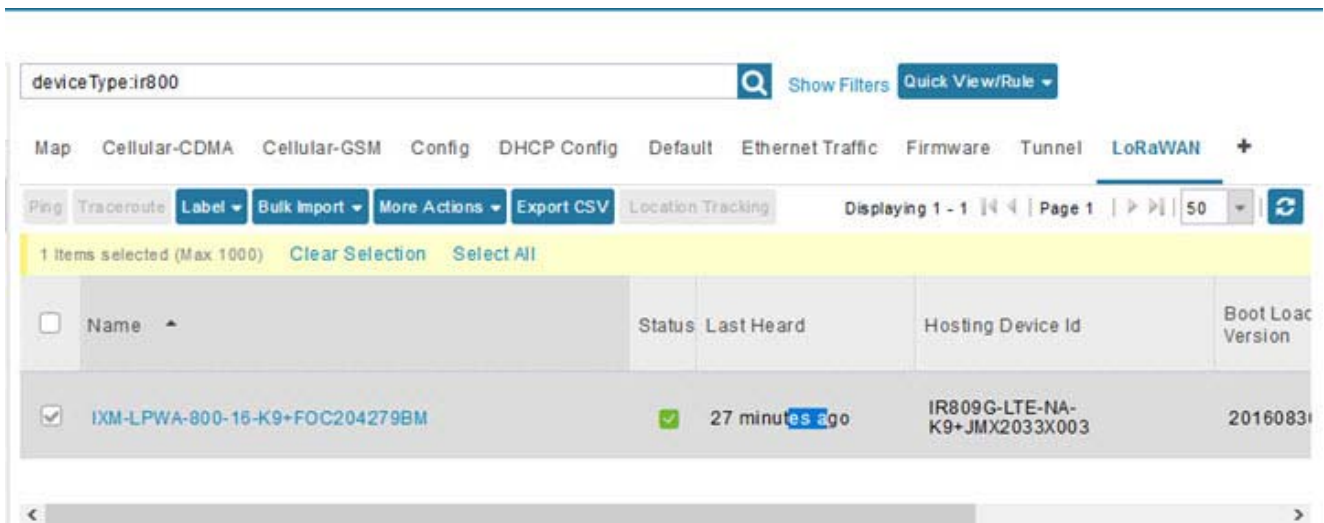 deviceType:ir800 Show Filters Quick View/Rule
Map Cellular-CDMA Cellular-GSM Config DHCP Config Default Ethernet Traffic Firmware Tunnel LoRaWAN +
Ping Traceroute Label Bulk Import More Actions Export CSV Location Tracking Displaying 1 - 1 | Page 1 | 50
1 Items selected (Max 1000) Clear Selection Select All
Name Status Last Heard Hosting Device Id Boot Load
Version
IXM-LPWA-800-16-K9+FOC204279BM 27 minutes ago IR809G-LTE-NA-
K9+JMX2033X003 2016083